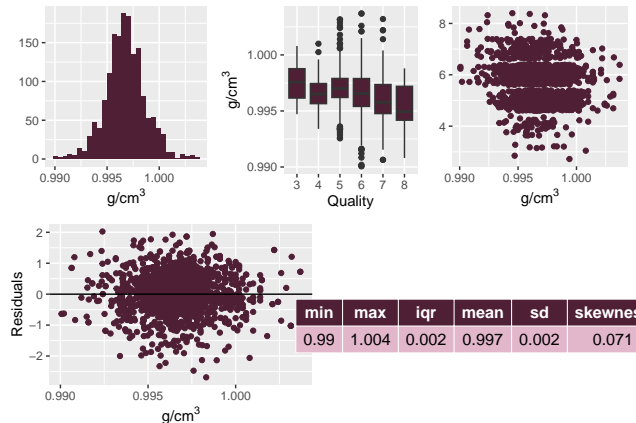 150
100
50
0
0.990 0.995 1.000
g/cm³
g/cm³
1.000
0.995
0.990
3 4 5 6 7 8
Quality
8
6
4
0.990 0.995 1.000
g/cm³
Residuals
2
1
0
−1
−2
0.990 0.995 1.000
g/cm³
min max iqr mean sd skewnes
0.99 1.004 0.002 0.997 0.002 0.071